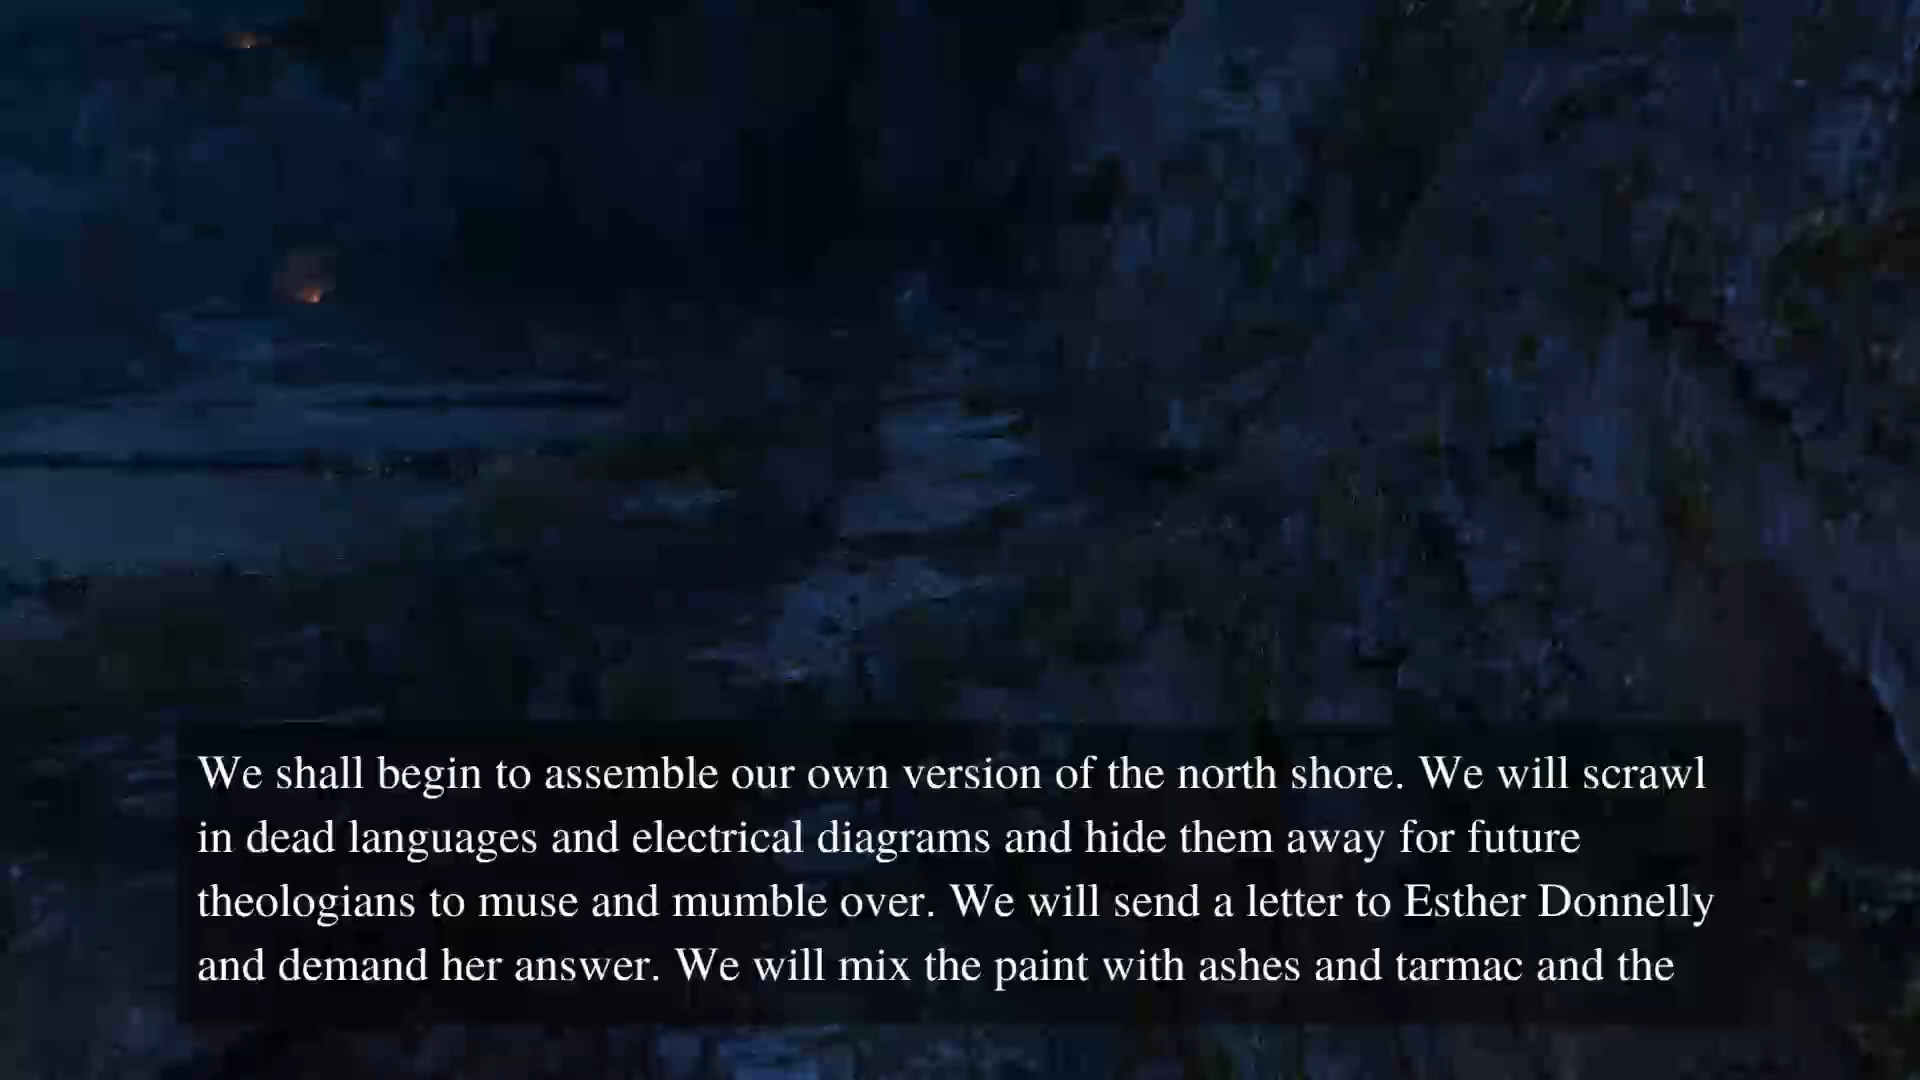 We shall begin to assemble our own version of the north shore. We will scrawl
in dead languages and electrical diagrams and hide them away for future
theologians to muse and mumble over. We will send a letter to Esther Donnelly
and demand her answer. We will mix the paint with ashes and tarmac and the